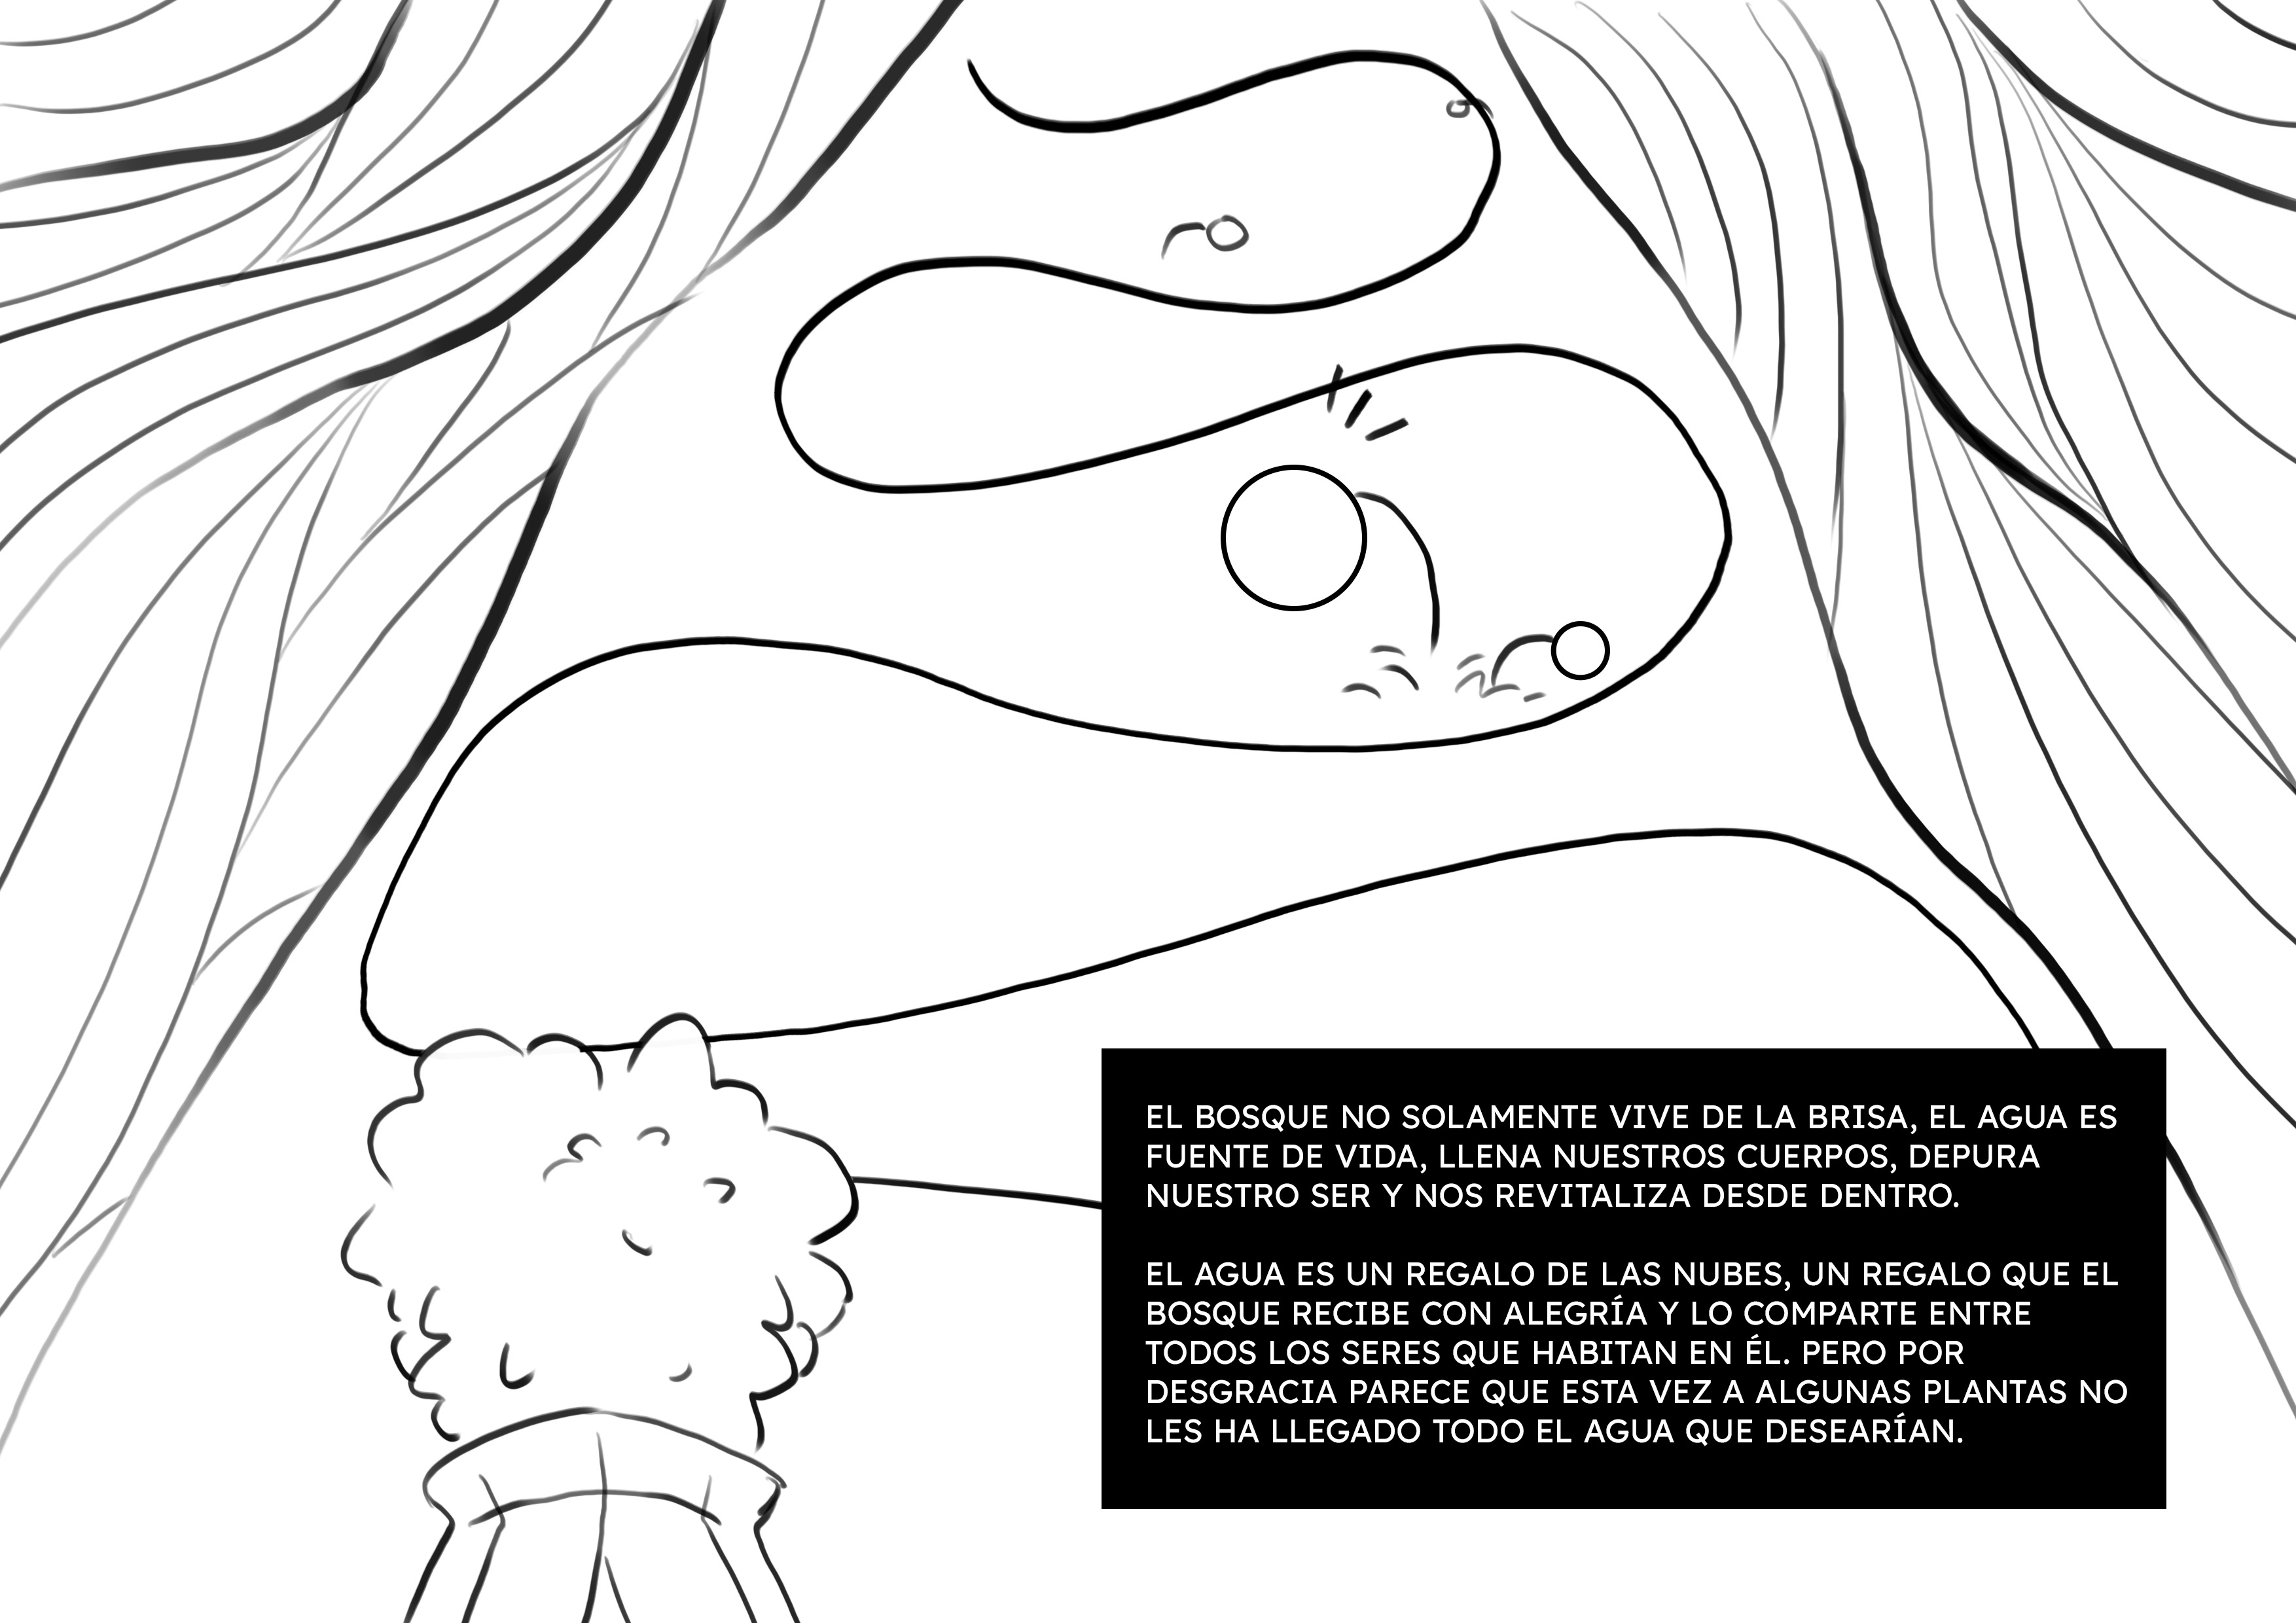 EL BOSQUE NO SOLAMENTE VIVE DE LA BRISA, EL AGUA ES
FUENTE DE VIDA, LLENA NUESTROS CUERPOS, DEPURA
NUESTRO SER Y NOS REVITALIZA DESDE DENTRO.
EL AGUA ES UN REGALO DE LAS NUBES, UN REGALO QUE EL
BOSQUE RECIBE CON ALEGRÍA Y LO COMPARTE ENTRE
TODOS LOS SERES QUE HABITAN EN ÉL. PERO POR
DESGRACIA PARECE QUE ESTA VEZ A ALGUNAS PLANTAS NO
LES HA LLEGADO TODO EL AGUA QUE DESEARÍAN.